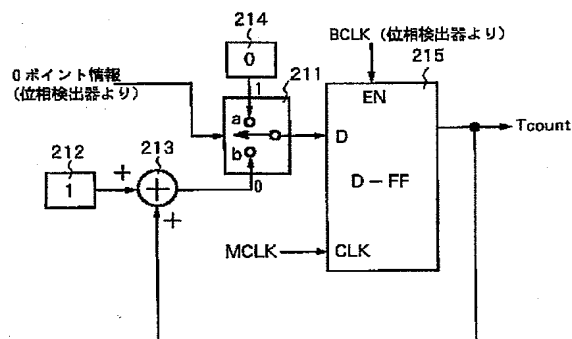 214
0
BCLK (位相検出器より)
215
0 ポイント情報
(位相検出器より)
211
1
a
EN
D
Tcount
212
213
b
1
+
+
+
0
D-FF
MCLK
CLK